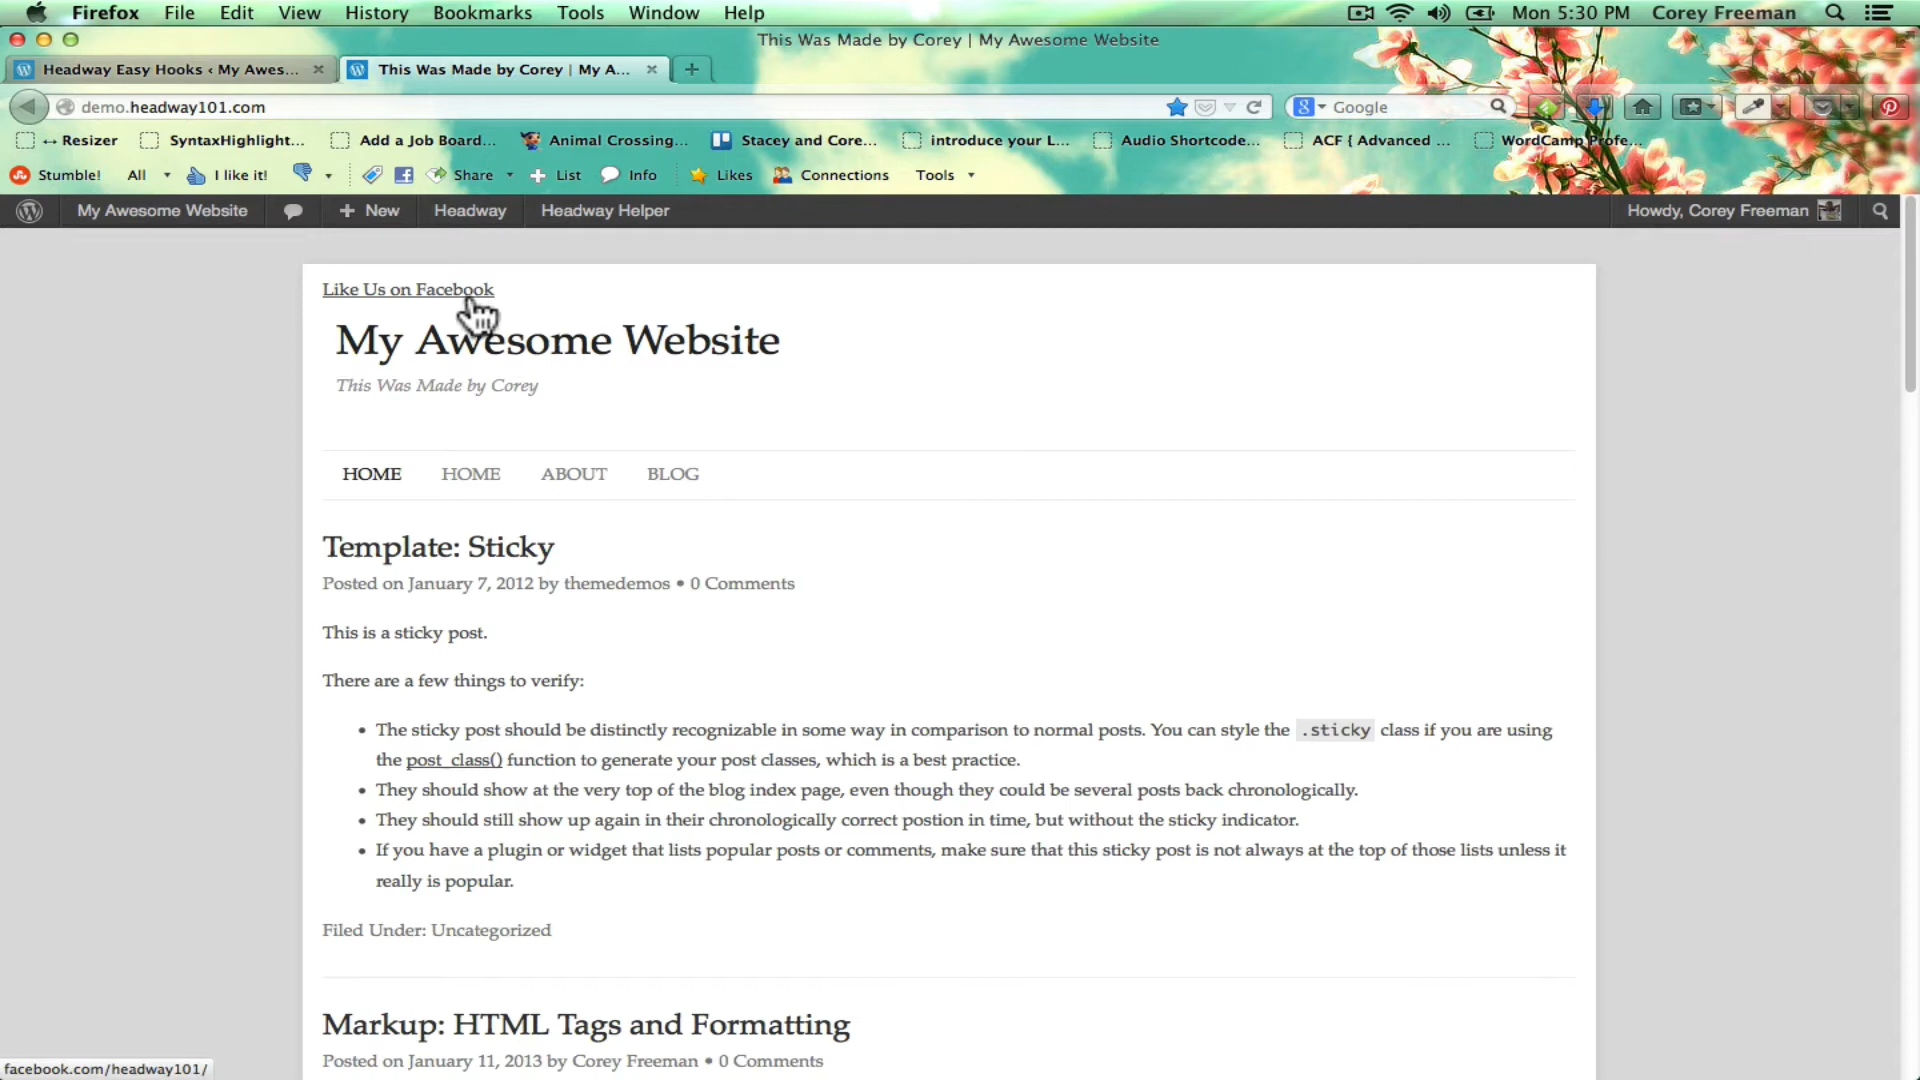 Firefox File Edit View History Bookmarks Tools Window Help Mon 5:30 PM Corey Freeman
This Was Made by Corey | My Awesome Website
Headway Easy Hooks ‹ My Awes... This Was Made by Corey | My A...
demo.headway101.com Google
↔ Resizer SyntaxHighlight... Add a Job Board... Animal Crossing... Stacey and Core... introduce your L... Audio Shortcode... ACF { Advanced ... WordCamp Profe...
Stumble! All I like it! Share List Info Likes Connections Tools
My Awesome Website New Headway Headway Helper Howdy, Corey Freeman
Like Us on Facebook
My Awesome Website
This Was Made by Corey
HOME HOME ABOUT BLOG
Template: Sticky
Posted on January 7, 2012 by themedemos • 0 Comments
This is a sticky post.
There are a few things to verify:
• The sticky post should be distinctly recognizable in some way in comparison to normal posts. You can style the .sticky class if you are using
the post_class() function to generate your post classes, which is a best practice.
• They should show at the very top of the blog index page, even though they could be several posts back chronologically.
• They should still show up again in their chronologically correct postion in time, but without the sticky indicator.
• If you have a plugin or widget that lists popular posts or comments, make sure that this sticky post is not always at the top of those lists unless it
really is popular.
Filed Under: Uncategorized
Markup: HTML Tags and Formatting
Posted on January 11, 2013 by Corey Freeman • 0 Comments
facebook.com/headway101/